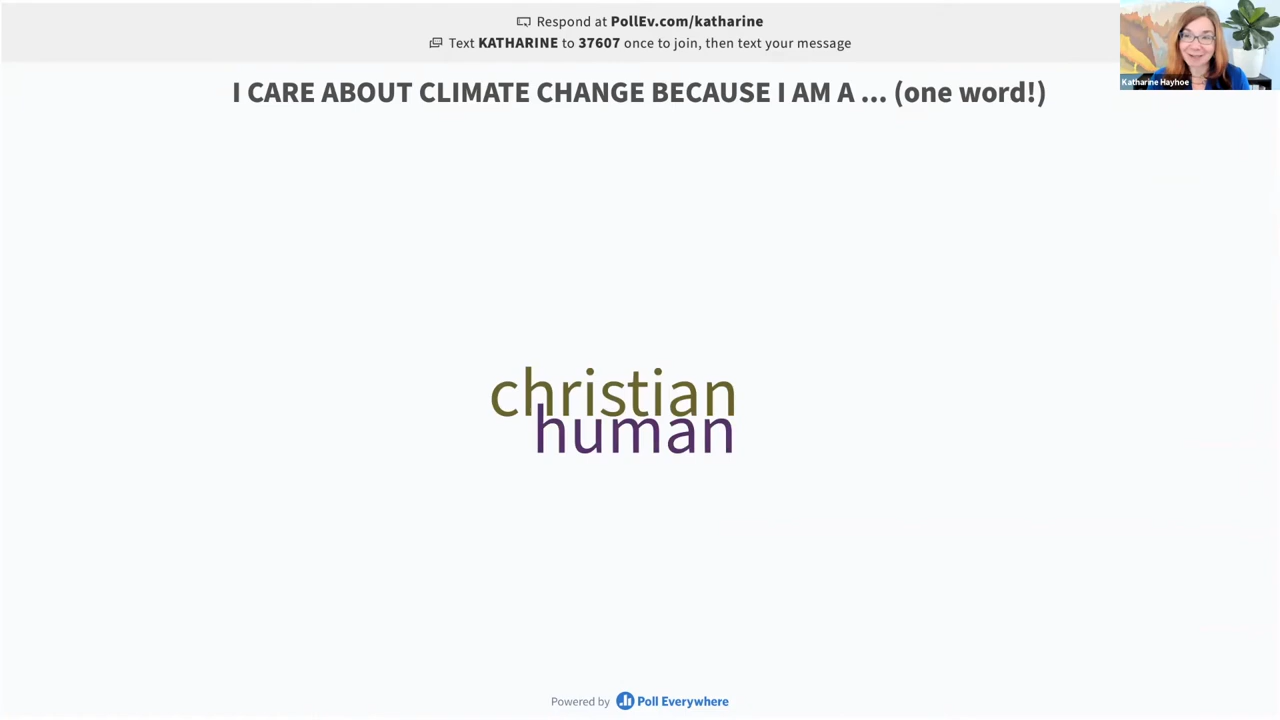 Respond at PollEv.com/katharine
Text KATHARINE to 37607 once to join, then text your message
Katharine Hayhoe
I CARE ABOUT CLIMATE CHANGE BECAUSE I AM A ... (one word!)
christian
human
Powered by Poll Everywhere